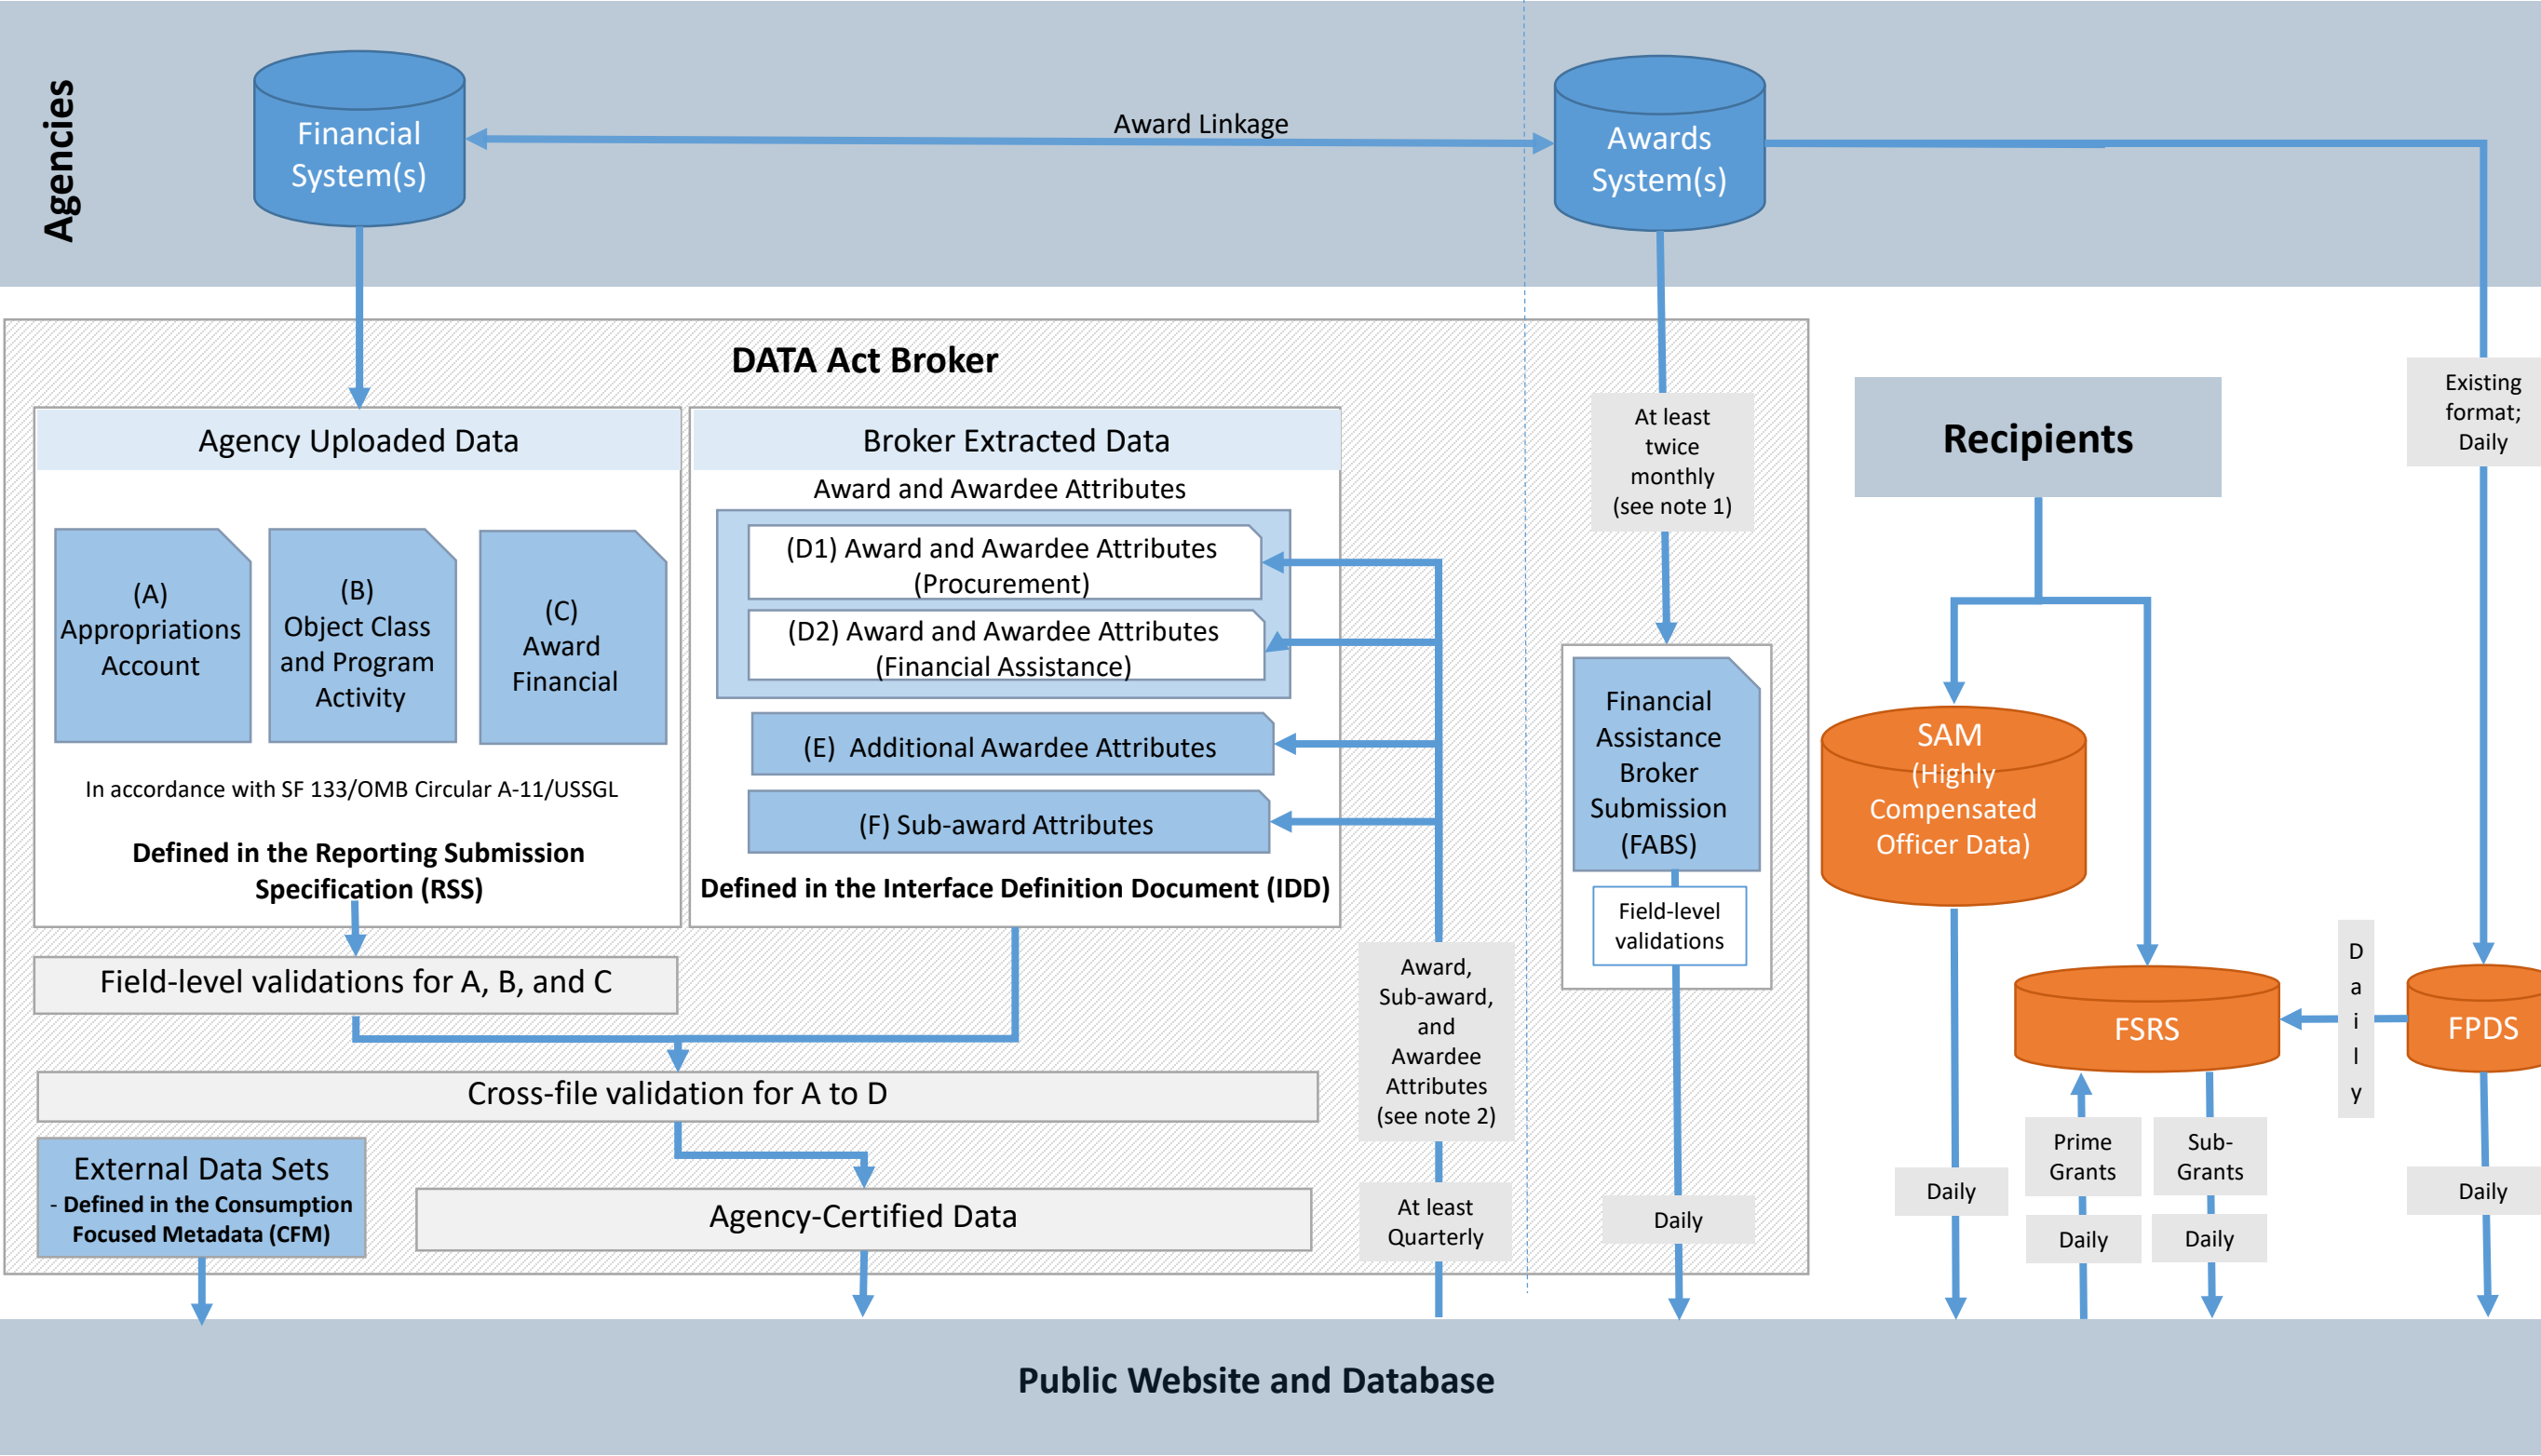 Agencies
Financial
System(s)
Award Linkage
Awards
System(s)
DATA Act Broker
Agency Uploaded Data
(A)
Appropriations
Account
(B)
Object Class
and Program
Activity
(C)
Award
Financial
In accordance with SF 133/OMB Circular A-11/USSGL
Defined in the Reporting Submission
Specification (RSS)
Broker Extracted Data
Award and Awardee Attributes
(D1) Award and Awardee Attributes
(Procurement)
(D2) Award and Awardee Attributes
(Financial Assistance)
(E) Additional Awardee Attributes
(F) Sub-award Attributes
Defined in the Interface Definition Document (IDD)
Field-level validations for A, B, and C
Cross-file validation for A to D
External Data Sets
- Defined in the Consumption
Focused Metadata (CFM)
Agency-Certified Data
Award,
Sub-award,
and
Awardee
Attributes
(see note 2)
At least
Quarterly
At least
twice
monthly
(see note 1)
Financial
Assistance
Broker
Submission
(FABS)
Field-level
validations
Daily
Recipients
SAM
(Highly
Compensated
Officer Data)
Daily
FSRS
Prime
Grants
Daily
Sub-
Grants
Daily
Daily
Existing
format;
Daily
FPDS
Daily
Public Website and Database